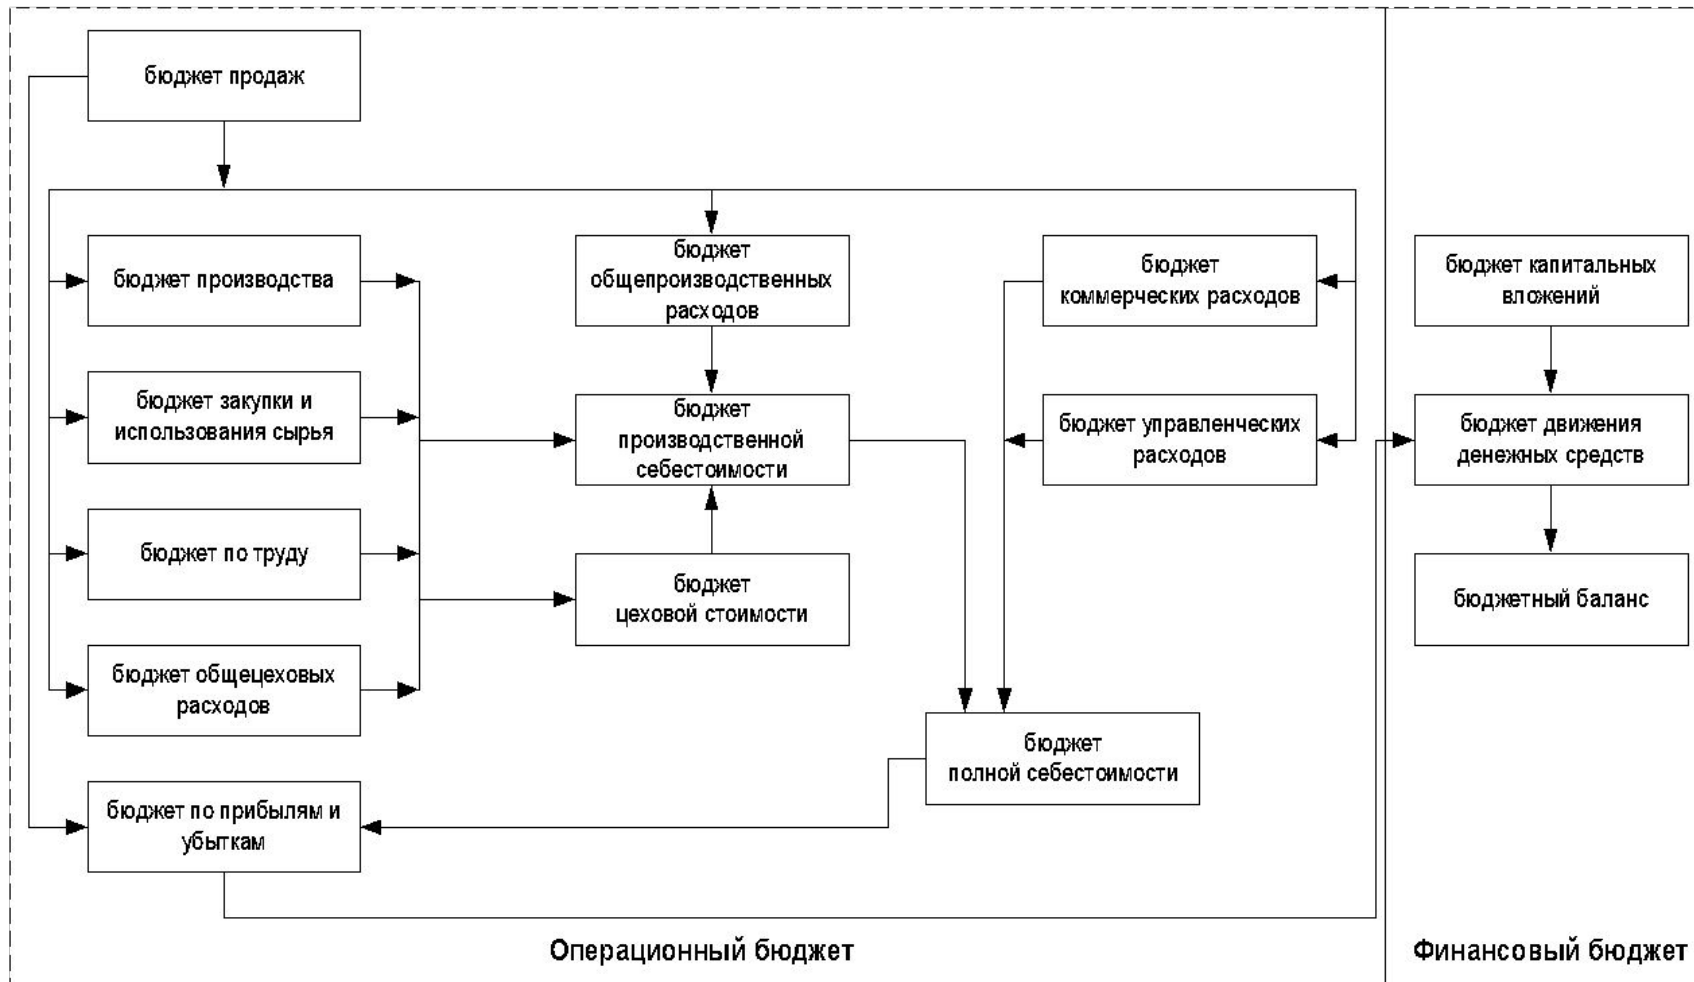 бюджет продаж
бюджет производства
бюджет
общепроизводственных
расходов
бюджет
коммерческих расходов
бюджет капитальных
вложений
бюджет закупки и
использования сырья
бюджет
производственной
себестоимости
бюджет управленческих
расходов
бюджет движения
денежных средств
бюджет по труду
бюджет
цеховой стоимости
бюджетный баланс
бюджет общецеховых
расходов
бюджет
полной себестоимости
бюджет по прибылям и
убыткам
Операционный бюджет
Финансовый бюджет